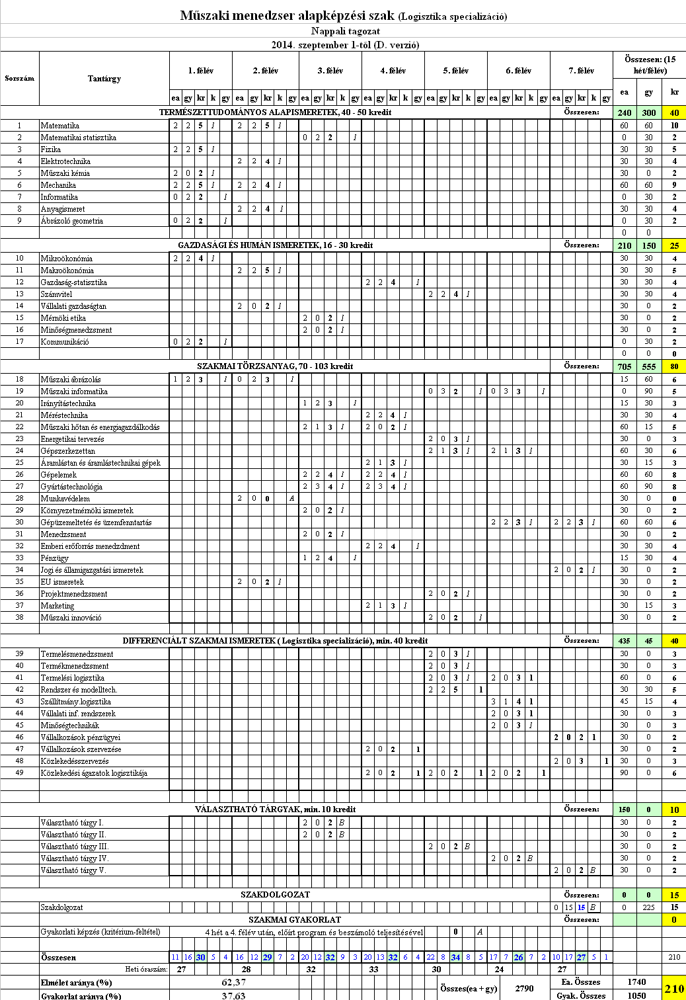 Műszaki menedzser alapképzési szak (Logisztika specializáció)
Nappali tagozat
2014. szeptember 1-től (D. verzió)
Sorszám Tantárgy 1. félév 2. félév 3. félév 4. félév 5. félév 6. félév 7. félév Összesen: (15 hét/félév)
ea gy kr k gy ea gy kr k gy ea gy kr k gy ea gy kr k gy ea gy kr k gy ea gy kr k gy ea gy kr k gy ea gy kr
TERMÉSZETTUDOMÁNYOS ALAPISMERETEK, 40 - 50 kredit Összesen: 240 300 40
1 Matematika 2 2 5 1 2 2 5 1 60 60 10
2 Matematikai statisztika 0 2 2 1 0 30 2
3 Fizika 2 2 5 1 30 30 5
4 Elektrotechnika 2 2 4 1 30 30 4
5 Műszaki kémia 2 0 2 1 30 0 2
6 Mechanika 2 2 5 1 2 2 4 1 60 60 9
7 Informatika 0 2 2 1 0 30 2
8 Anyagismeret 2 2 4 1 30 30 4
9 Ábrázoló geometria 0 2 2 1 0 30 2
0 0
GAZDASÁGI ÉS HUMÁN ISMERETEK, 16 - 30 kredit Összesen: 210 150 25
10 Mikroökonómia 2 2 4 1 30 30 4
11 Makroökonómia 2 2 5 1 30 30 5
12 Gazdaság-statisztika 2 2 4 1 30 30 4
13 Számvitel 2 2 4 1 30 30 4
14 Vállalati gazdaságtan 2 0 2 1 30 0 2
15 Mérnöki etika 2 0 2 1 30 0 2
16 Minőségmenedzsment 2 0 2 1 30 0 2
17 Kommunikáció 0 2 2 1 0 30 2
0 0 0
SZAKMAI TÖRZSANYAG, 70 - 103 kredit Összesen: 705 555 80
18 Műszaki ábrázolás 1 2 3 1 0 2 3 1 15 60 6
19 Műszaki informatika 0 3 2 1 0 3 3 1 0 90 5
20 Irányítástechnika 1 2 3 1 15 30 3
21 Méréstechnika 2 2 4 1 30 30 4
22 Műszaki hőtan és energiagazdálkodás 2 1 3 1 2 0 2 1 60 15 5
23 Energetikai tervezés 2 0 3 1 30 0 3
24 Gépszerkezettan 2 1 3 1 2 1 3 1 60 30 6
25 Áramlástan és áramlástechnikai gépek 2 1 3 1 30 15 3
26 Gépelemek 2 2 4 1 2 2 4 1 60 60 8
27 Gyártástechnológia 2 3 4 1 2 3 4 1 60 90 8
28 Munkavédelem 2 0 0 A 30 0 0
29 Környezetmérnöki ismeretek 2 0 2 1 30 0 2
30 Gépüzemeltetés és üzemfenntartás 2 2 3 1 2 2 3 1 60 60 6
31 Menedzsment 2 0 2 1 30 0 2
32 Emberi erőforrás menedzdment 2 2 4 1 30 30 4
33 Pénzügy 1 2 4 1 15 30 4
34 Jogi és államigazgatási ismeretek 2 0 2 1 30 0 2
35 EU ismeretek 2 0 2 1 30 0 2
36 Projektmenedzsment 2 0 2 1 30 0 2
37 Marketing 2 1 3 1 30 15 3
38 Műszaki innováció 2 0 2 1 30 0 2
DIFFERENCIÁLT SZAKMAI ISMERETEK ( Logisztika specializáció), min. 40 kredit Összesen: 435 45 40
39 Termelésmenedzsment 2 0 3 1 30 0 3
40 Termékmenedzsment 2 0 3 1 30 0 3
41 Termelési logisztika 2 0 3 1 2 0 3 1 60 0 6
42 Rendszer és modelltech. 2 2 5 1 30 30 5
43 Szállítmány.logisztika 3 1 4 1 45 15 4
44 Vállalati inf. rendszerek 2 0 3 1 30 0 3
45 Minőségtechnikák 2 0 3 1 30 0 3
46 Vállalkozások pénzügyei 2 0 2 1 30 0 2
47 Vállalkozások szervezése 2 0 2 1 30 0 2
48 Közlekedésszervezés 2 0 3 1 30 0 3
49 Közlekedési ágazatok logisztikája 2 0 2 1 2 0 2 1 2 0 2 1 90 0 6
VÁLASZTHATÓ TÁRGYAK, min. 10 kredit Összesen: 150 0 10
Választható tárgy I. 2 0 2 B 30 0 2
Választható tárgy II. 2 0 2 B 30 0 2
Választható tárgy III. 2 0 2 B 30 0 2
Választható tárgy IV. 2 0 2 B 30 0 2
Választható tárgy V. 2 0 2 B 30 0 2
SZAKDOLGOZAT Összesen: 0 0 15
Szakdolgozat 0 15 15 B 0 225 15
SZAKMAI GYAKORLAT Összesen: 0
Gyakorlati képzés (kritérium-feltétel) 4 hét a 4. félév után, előírt program és beszámoló teljesítésével 0 A
Összesen 11 16 30 5 4 16 12 29 7 2 20 12 32 9 3 20 13 32 6 4 22 8 34 8 5 17 7 26 7 2 10 17 27 5 1 210
Heti óraszám: 27 28 32 33 30 24 27
Elmélet aránya (%) 62,37 Összes(ea + gy) 2790 Ea. Összes 1740 210
Gyakorlat aránya (%) 37,63 Gyak. Összes 1050